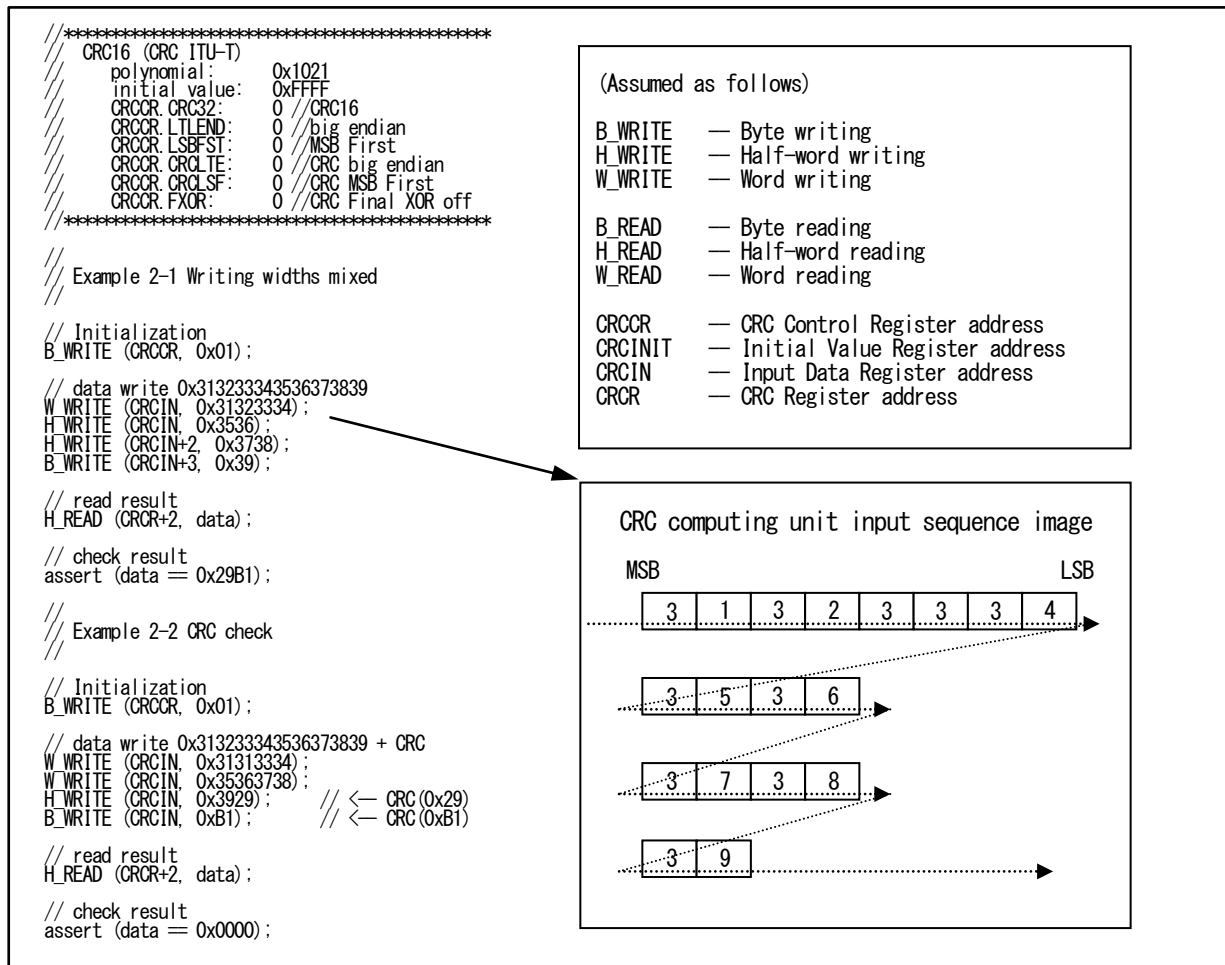 //******************************************
//  CRC16 (CRC ITU-T)
//     polynomial:      0x1021
//     initial value:   0xFFFF
//     CRCCR.CRC32:     0 //CRC16
//     CRCCR.LTLEND:    0 //big endian
//     CRCCR.LSBFST:    0 //MSB First
//     CRCCR.CRCLTE:    0 //CRC big endian
//     CRCCR.CRCLSF:    0 //CRC MSB First
//     CRCCR.FXOR:      0 //CRC Final XOR off
//******************************************
//
// Example 2-1 Writing widths mixed
//
// Initialization
B_WRITE (CRCCR, 0x01);
// data write 0x313233343536373839
W_WRITE (CRCIN, 0x31323334);
H_WRITE (CRCIN, 0x3536);
H_WRITE (CRCIN+2, 0x3738);
B_WRITE (CRCIN+3, 0x39);
// read result
H_READ (CRCR+2, data);
// check result
assert (data == 0x29B1);
//
// Example 2-2 CRC check
//
// Initialization
B_WRITE (CRCCR, 0x01);
// data write 0x313233343536373839 + CRC
W_WRITE (CRCIN, 0x31313334);
W_WRITE (CRCIN, 0x35363738);
H_WRITE (CRCIN, 0x3929);    // <-- CRC(0x29)
B_WRITE (CRCIN, 0xB1);      // <-- CRC(0xB1)
// read result
H_READ (CRCR+2, data);
// check result
assert (data == 0x0000);
(Assumed as follows)
B_WRITE   -- Byte writing
H_WRITE   -- Half-word writing
W_WRITE   -- Word writing
B_READ    -- Byte reading
H_READ    -- Half-word reading
W_READ    -- Word reading
CRCCR     -- CRC Control Register address
CRCINIT   -- Initial Value Register address
CRCIN     -- Input Data Register address
CRCR      -- CRC Register address
CRC computing unit input sequence image
MSB LSB
3 1 3 2 3 3 3 4
3 5 3 6
3 7 3 8
3 9